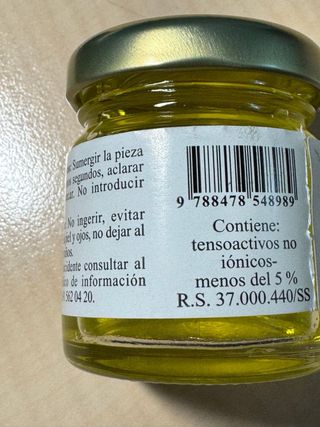 Sumergir la pieza
segundos, aclarar
No introducir
No ingerir, evitar
y ojos, no dejar al
consultar al
de información
562 04 20.
9 788478 548989
Contiene:
tensoactivos no
iónicos-
menos del 5 %
R.S. 37.000.440/SS